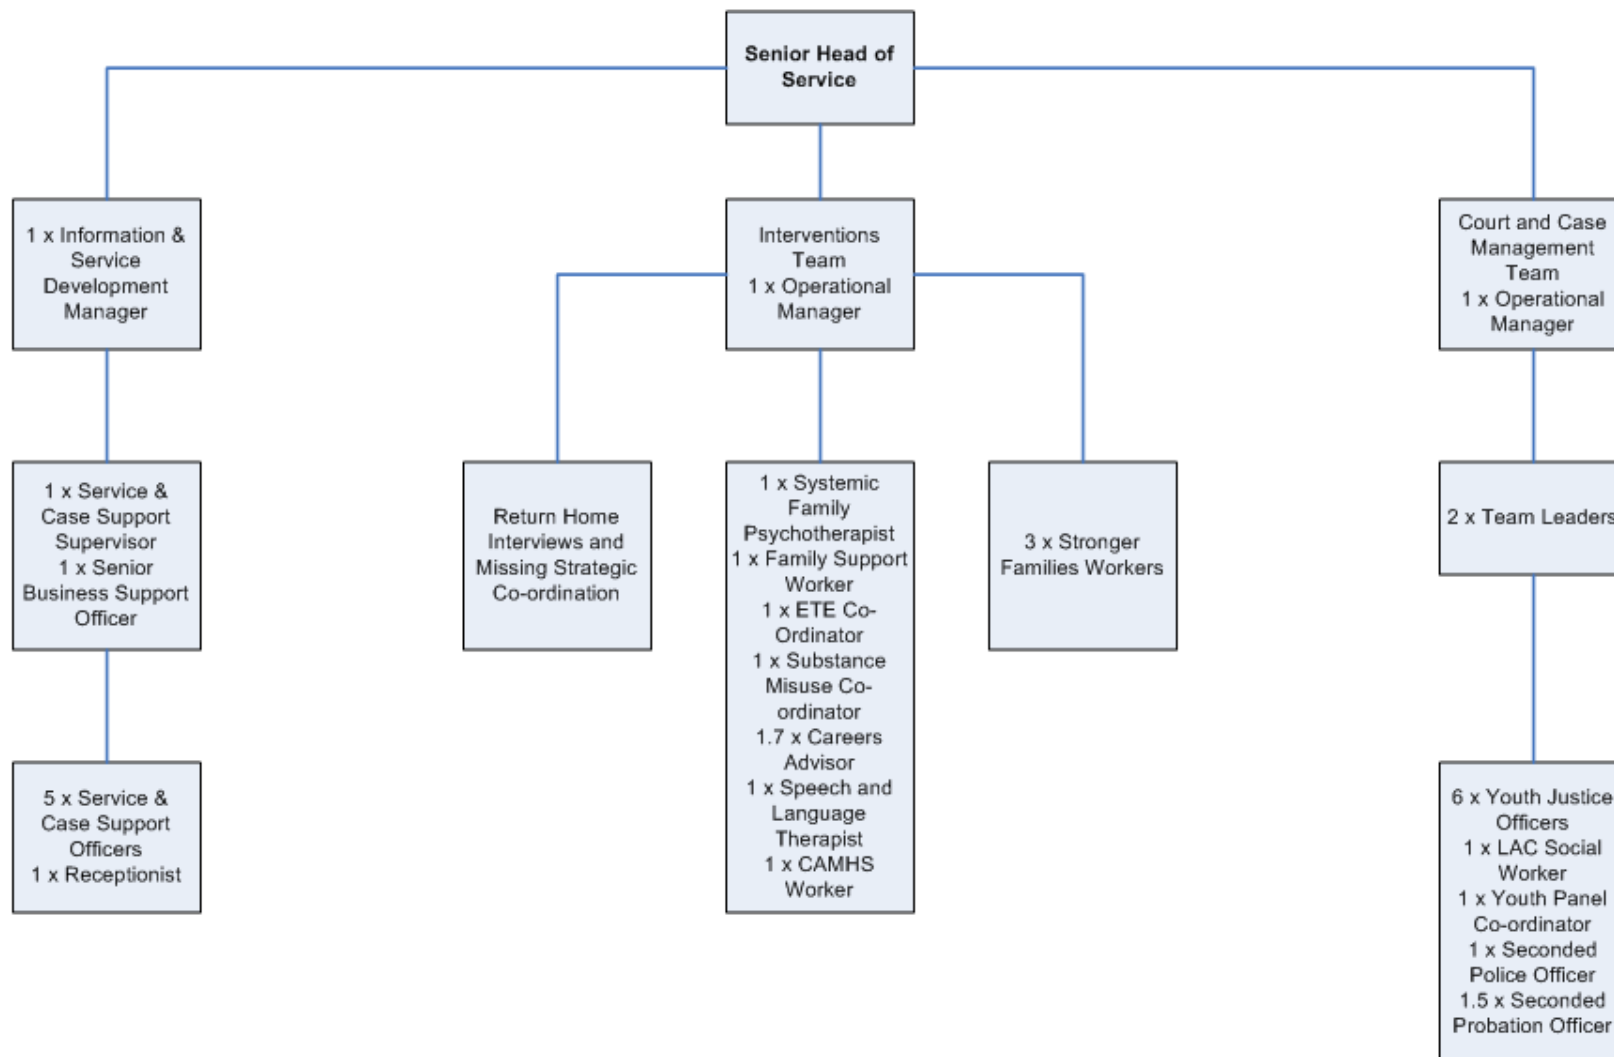 Senior Head of
Service
1 x Information &
Service
Development
Manager
Interventions
Team
1 x Operational
Manager
Court and Case
Management
Team
1 x Operational
Manager
1 x Service &
Case Support
Supervisor
1 x Senior
Business Support
Officer
Return Home
Interviews and
Missing Strategic
Co-ordination
1 x Systemic
Family
Psychotherapist
1 x Family Support
Worker
1 x ETE Co-
Ordinator
1 x Substance
Misuse Co-
ordinator
1.7 x Careers
Advisor
1 x Speech and
Language
Therapist
1 x CAMHS
Worker
3 x Stronger
Families Workers
2 x Team Leaders
5 x Service &
Case Support
Officers
1 x Receptionist
6 x Youth Justice
Officers
1 x LAC Social
Worker
1 x Youth Panel
Co-ordinator
1 x Seconded
Police Officer
1.5 x Seconded
Probation Officer